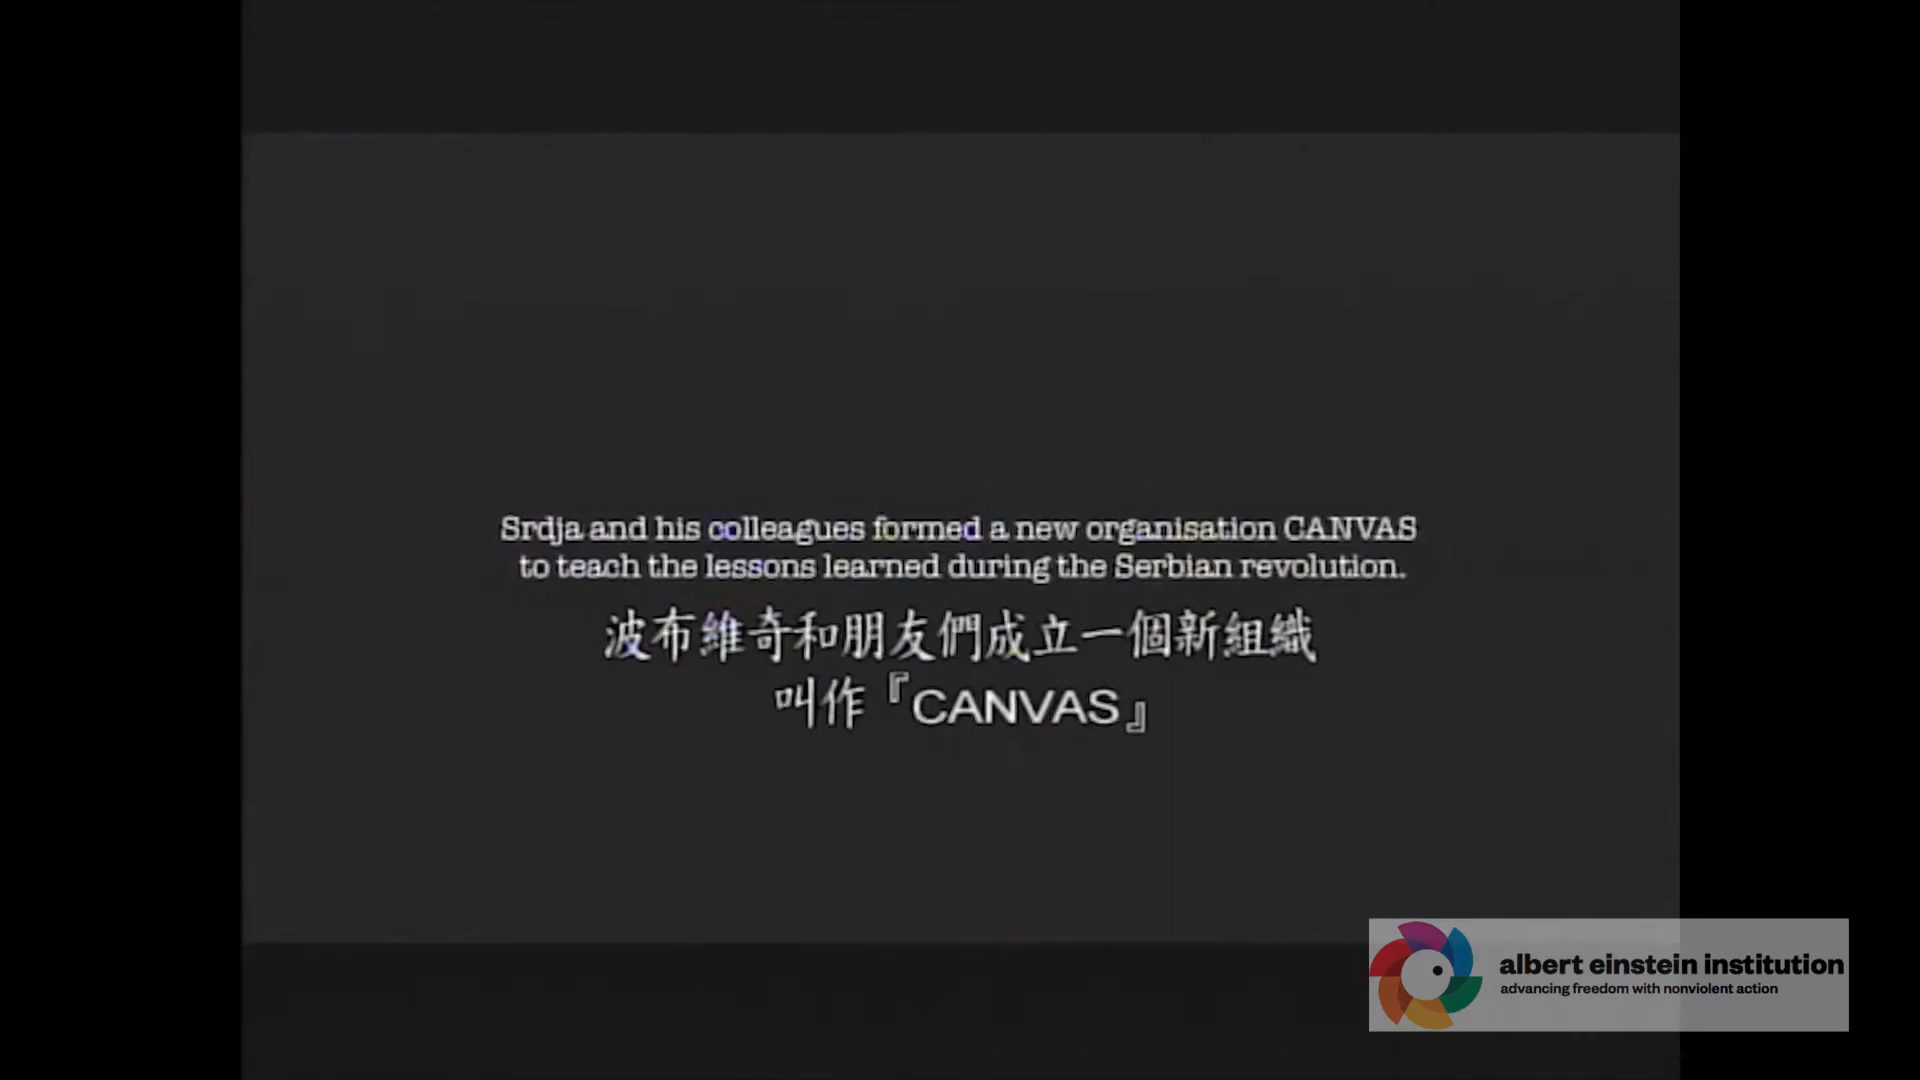 Srdja and his colleagues formed a new organisation CANVAS
to teach the lessons learned during the Serbian revolution.
波布維奇和朋友們成立一個新組織
叫作『CANVAS』
albert einstein institution
advancing freedom with nonviolent action